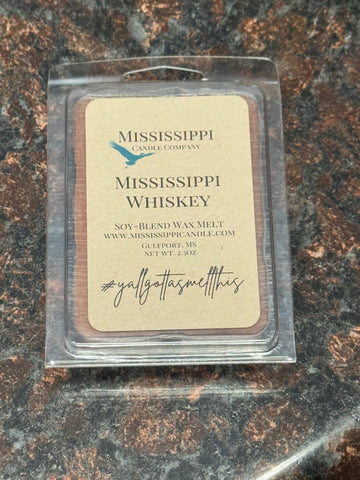 Mississippi
Candle Company
Mississippi
Whiskey
Soy-Blend Wax Melt
www.mississippicandle.com
Gulfport, MS
net wt. 2.3oz
#yallgottasmellthis